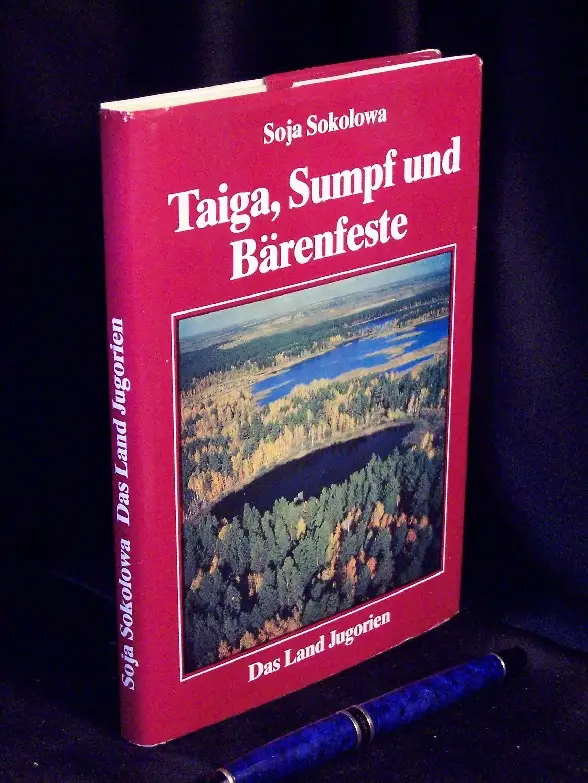 Soja Sokolowa
Taiga, Sumpf und
Bärenfeste
Das Land Jugorien
Soja Sokolowa Das Land Jugorien